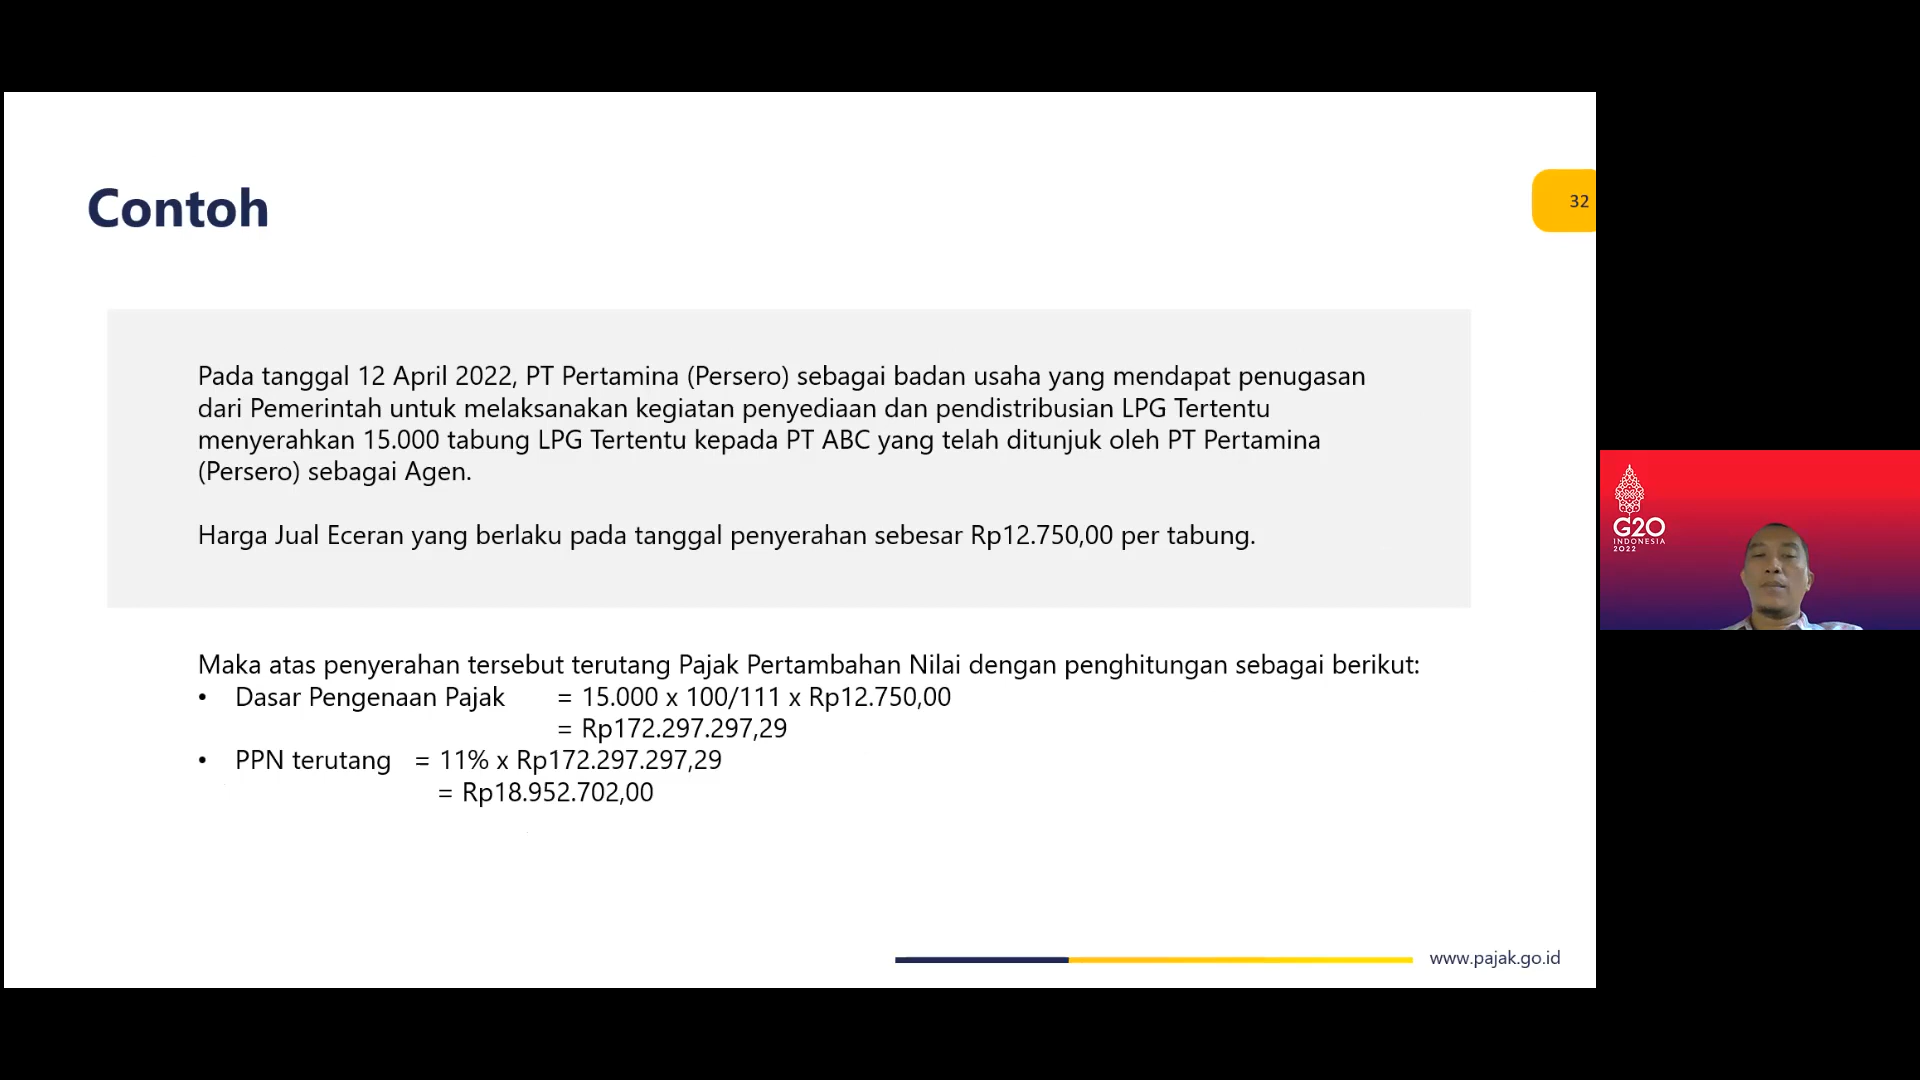 Contoh
32
Pada tanggal 12 April 2022, PT Pertamina (Persero) sebagai badan usaha yang mendapat penugasan
dari Pemerintah untuk melaksanakan kegiatan penyediaan dan pendistribusian LPG Tertentu
menyerahkan 15.000 tabung LPG Tertentu kepada PT ABC yang telah ditunjuk oleh PT Pertamina
(Persero) sebagai Agen.
Harga Jual Eceran yang berlaku pada tanggal penyerahan sebesar Rp12.750,00 per tabung.
Maka atas penyerahan tersebut terutang Pajak Pertambahan Nilai dengan penghitungan sebagai berikut:
• Dasar Pengenaan Pajak = 15.000 x 100/111 x Rp12.750,00
= Rp172.297.297,29
• PPN terutang = 11% x Rp172.297.297,29
= Rp18.952.702,00
www.pajak.go.id
G20
INDONESIA
2022